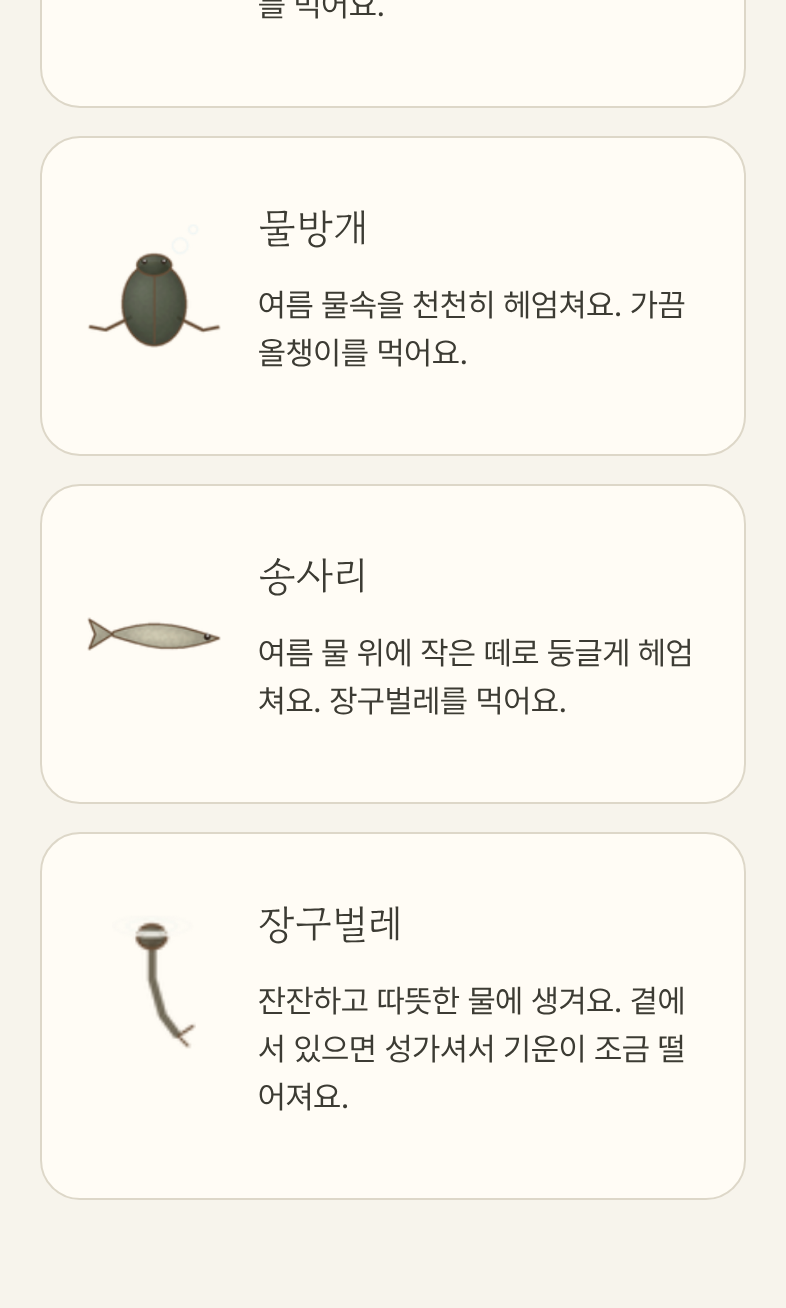 를 먹어요.
물방개
여름 물속을 천천히 헤엄쳐요. 가끔
올챙이를 먹어요.
송사리
여름 물 위에 작은 떼로 둥글게 헤엄
쳐요. 장구벌레를 먹어요.
장구벌레
잔잔하고 따뜻한 물에 생겨요. 곁에
서 있으면 성가셔서 기운이 조금 떨
어져요.